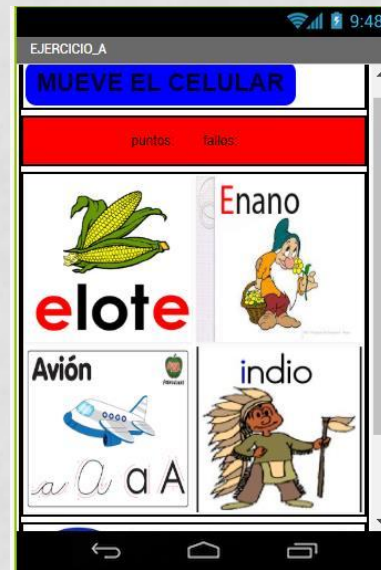 9:48
EJERCICIO_A
MUEVE EL CELULAR
puntos: fallos:
Enano
elote
Avión
indio
a a a A